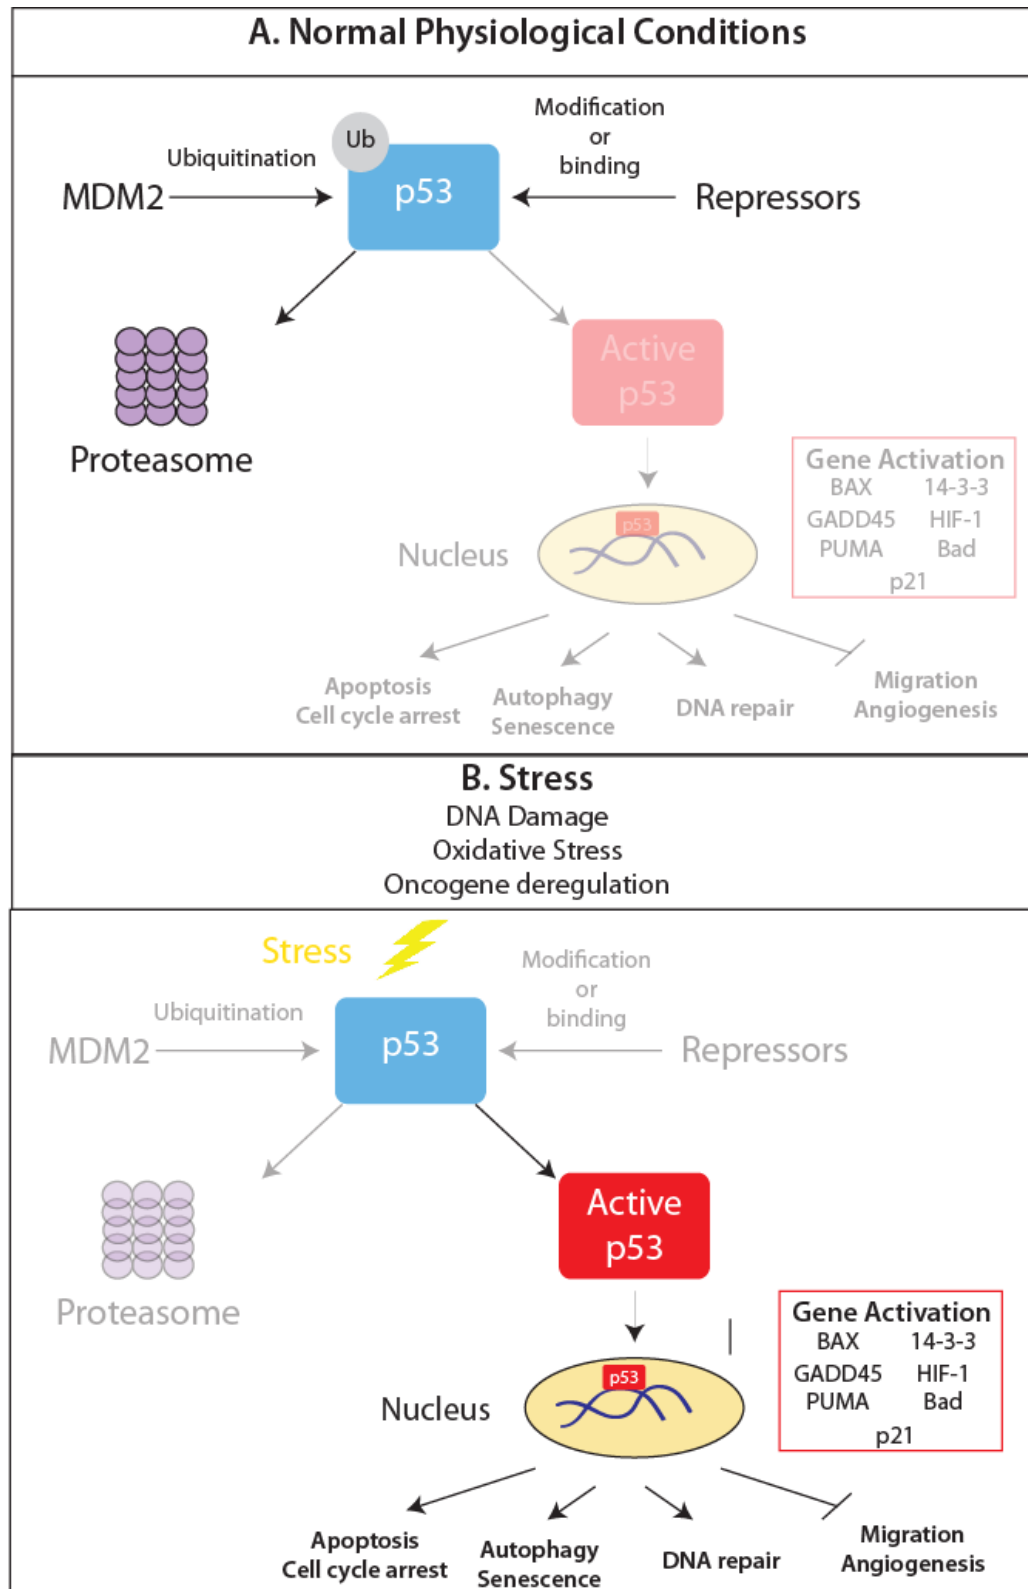 A. Normal Physiological Conditions
Ub
Ubiquitination
Modification
or
binding
MDM2
p53
Repressors
Active
p53
Proteasome
Gene Activation
BAX 14-3-3
GADD45 HIF-1
PUMA Bad
p21
p53
Nucleus
Apoptosis
Cell cycle arrest
Autophagy
Senescence
DNA repair
Migration
Angiogenesis
B. Stress
DNA Damage
Oxidative Stress
Oncogene deregulation
Stress
Ubiquitination
Modification
or
binding
MDM2
p53
Repressors
Active
p53
Proteasome
Gene Activation
BAX 14-3-3
GADD45 HIF-1
PUMA Bad
p21
p53
Nucleus
Apoptosis
Cell cycle arrest
Autophagy
Senescence
DNA repair
Migration
Angiogenesis